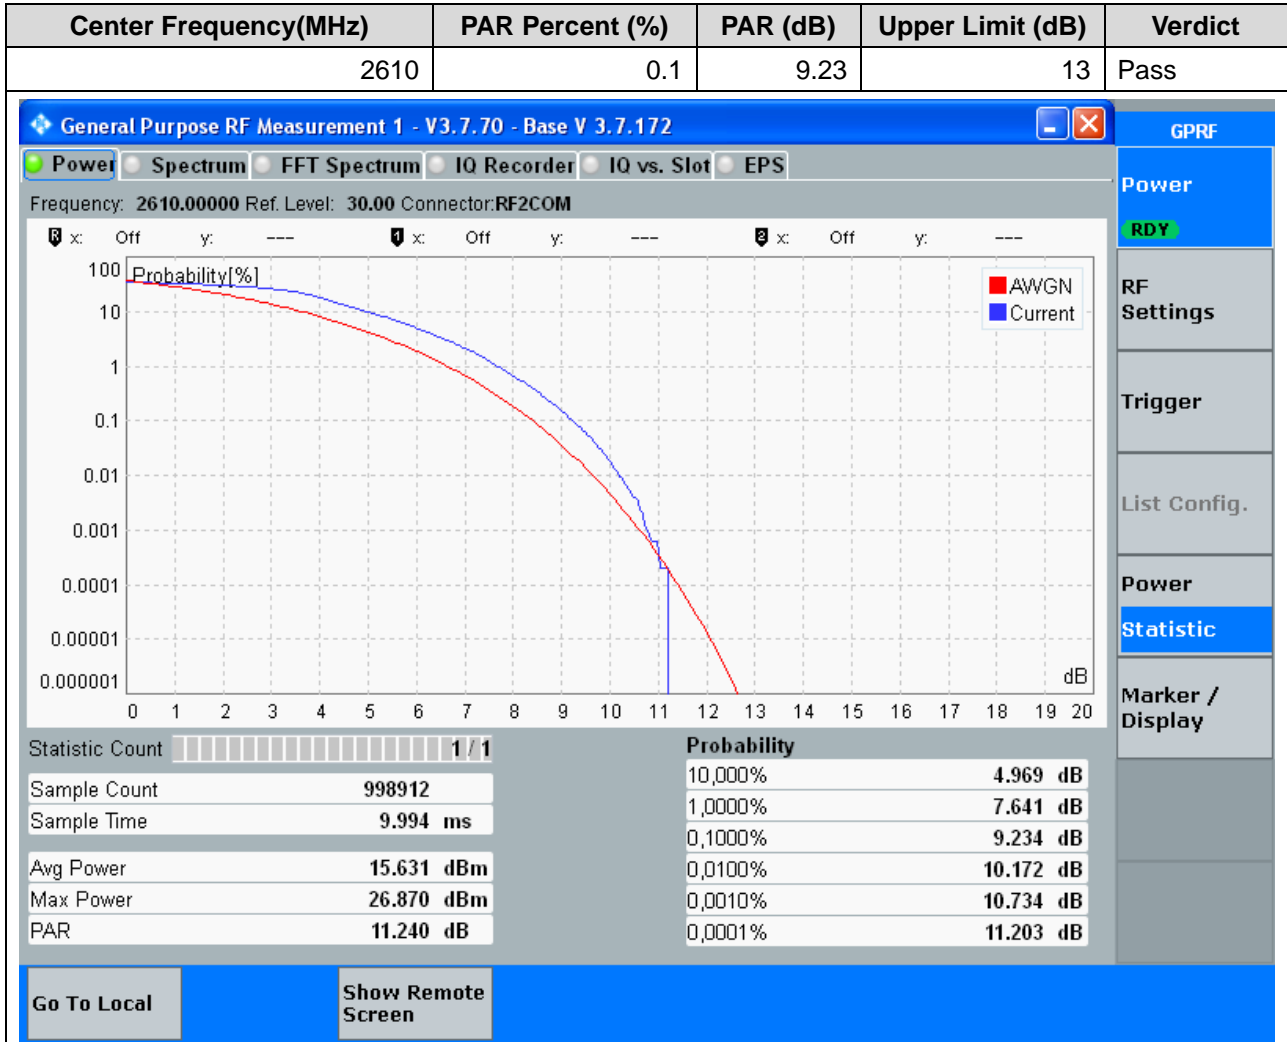 Center Frequency(MHz) PAR Percent (%) PAR (dB) Upper Limit (dB) Verdict
2610 0.1 9.23 13 Pass
General Purpose RF Measurement 1 - V3.7.70 - Base V 3.7.172
GPRF
Power Spectrum FFT Spectrum IQ Recorder IQ vs. Slot EPS
Frequency: 2610.00000 Ref. Level: 30.00 Connector:RF2COM
R x: Off y: --- 1 x: Off y: --- 2 x: Off y: ---
Probability[%]
AWGN
Current
100
10
1
0.1
0.01
0.001
0.0001
0.00001
0.000001
dB
0 1 2 3 4 5 6 7 8 9 10 11 12 13 14 15 16 17 18 19 20
Statistic Count 1 / 1
Sample Count 998912
Sample Time 9.994 ms
Avg Power 15.631 dBm
Max Power 26.870 dBm
PAR 11.240 dB
Probability
10,000% 4.969 dB
1,0000% 7.641 dB
0,1000% 9.234 dB
0,0100% 10.172 dB
0,0010% 10.734 dB
0,0001% 11.203 dB
Power
RDY
RF
Settings
Trigger
List Config.
Power
Statistic
Marker /
Display
Go To Local
Show Remote
Screen